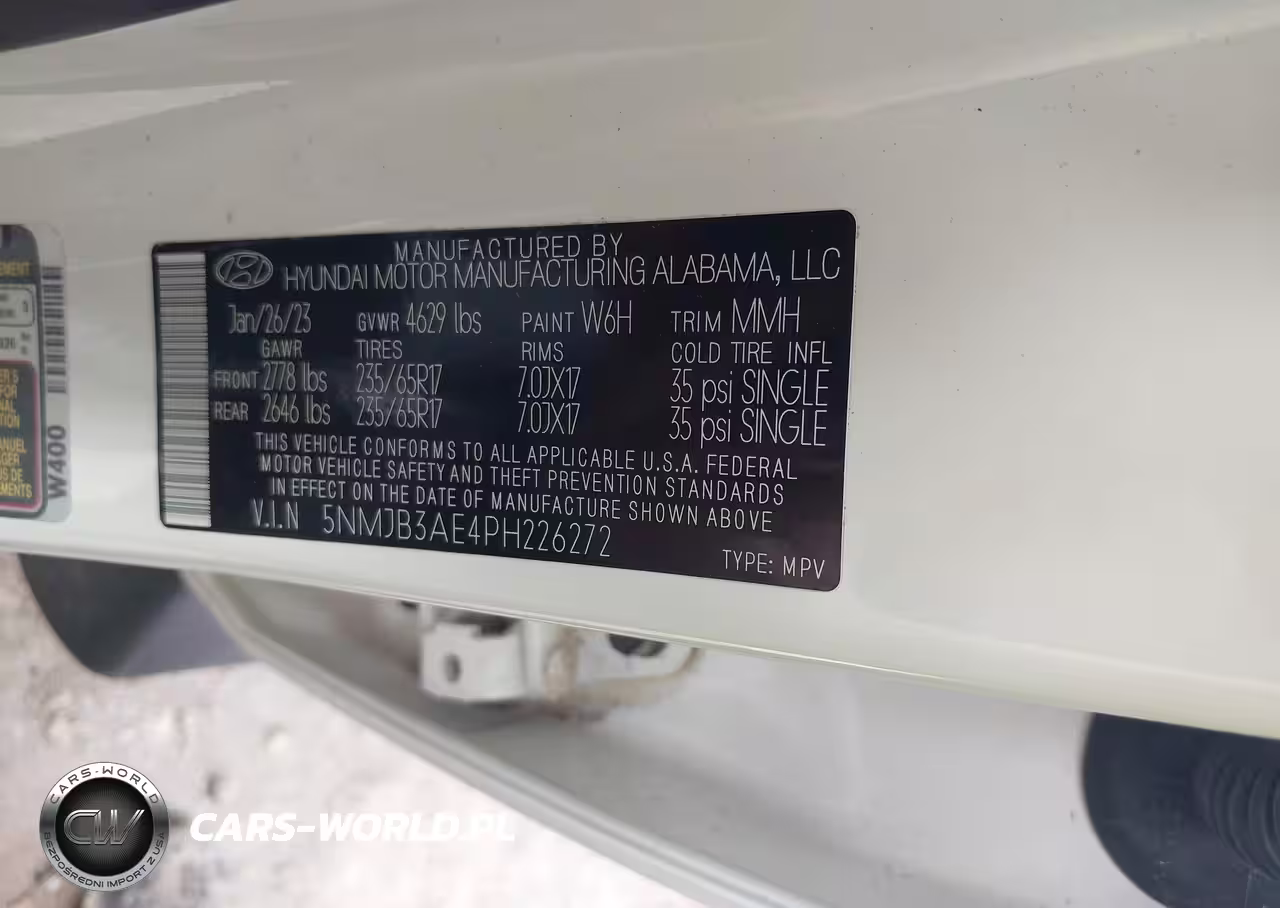 MANUFACTURED BY
HYUNDAI MOTOR MANUFACTURING ALABAMA, LLC
Jan/26/23 GVWR 4629 lbs PAINT W6H TRIM MMH
GAWR TIRES RIMS COLD TIRE INFL
FRONT 2778 lbs 235/65R17 7.0JX17 35 psi SINGLE
REAR 2646 lbs 235/65R17 7.0JX17 35 psi SINGLE
THIS VEHICLE CONFORMS TO ALL APPLICABLE U.S.A. FEDERAL
MOTOR VEHICLE SAFETY AND THEFT PREVENTION STANDARDS
IN EFFECT ON THE DATE OF MANUFACTURE SHOWN ABOVE
V.I.N 5NMJB3AE4PH226272
TYPE: MPV
W400
CARS-WORLD
CW
BEZPOŚREDNI IMPORT Z USA
CARS-WORLD.PL